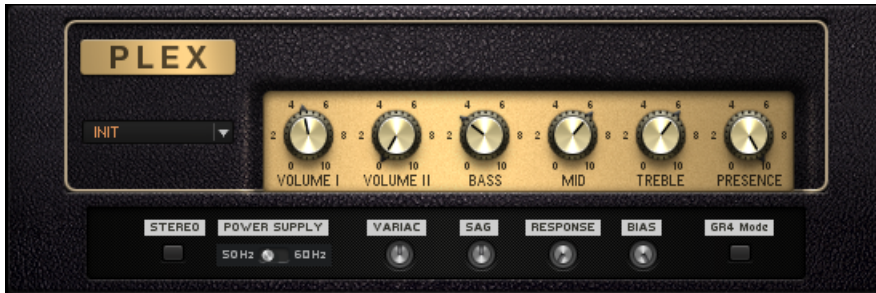 PLEX
INIT
4 6 4 6 4 6 4 6 4 6 4 6
2 8 2 8 2 8 2 8 2 8 2 8
0 10 0 10 0 10 0 10 0 10 0 10
VOLUME I VOLUME II BASS MID TREBLE PRESENCE
STEREO POWER SUPPLY VARIAC SAG RESPONSE BIAS GR4 Mode
50Hz 60Hz